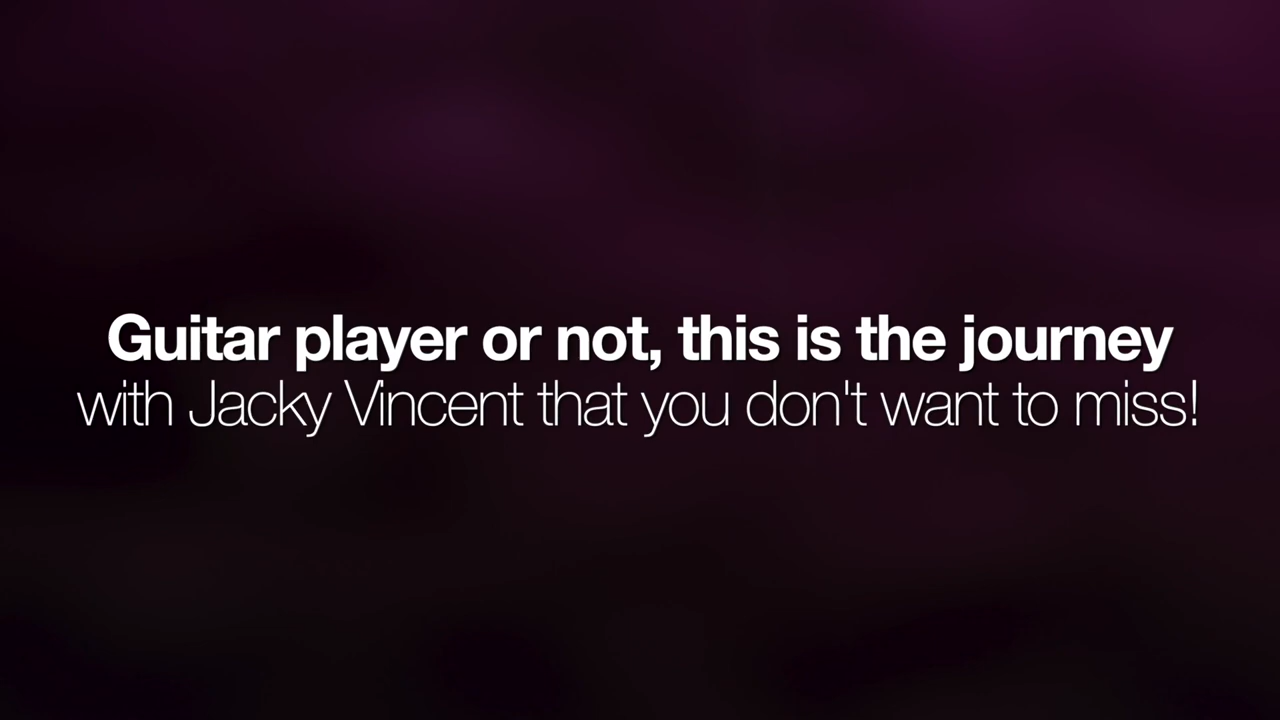 Guitar player or not, this is the journey
with Jacky Vincent that you don't want to miss!